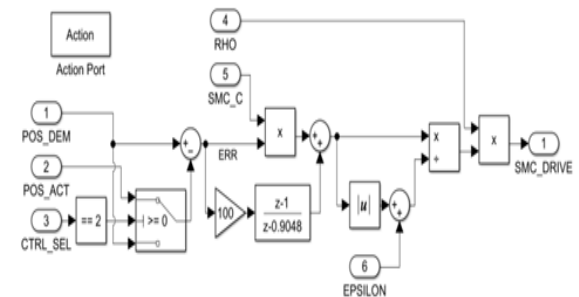 4
RHO
Action
Action Port
5
SMC_C
1
POS_DEM
2
POS_ACT
3
CTRL_SEL
== 2
>= 0
+
-
ERR
x
+
+
100
z-1
z-0.9048
|u|
+
+
6
EPSILON
x
÷
x
1
SMC_DRIVE